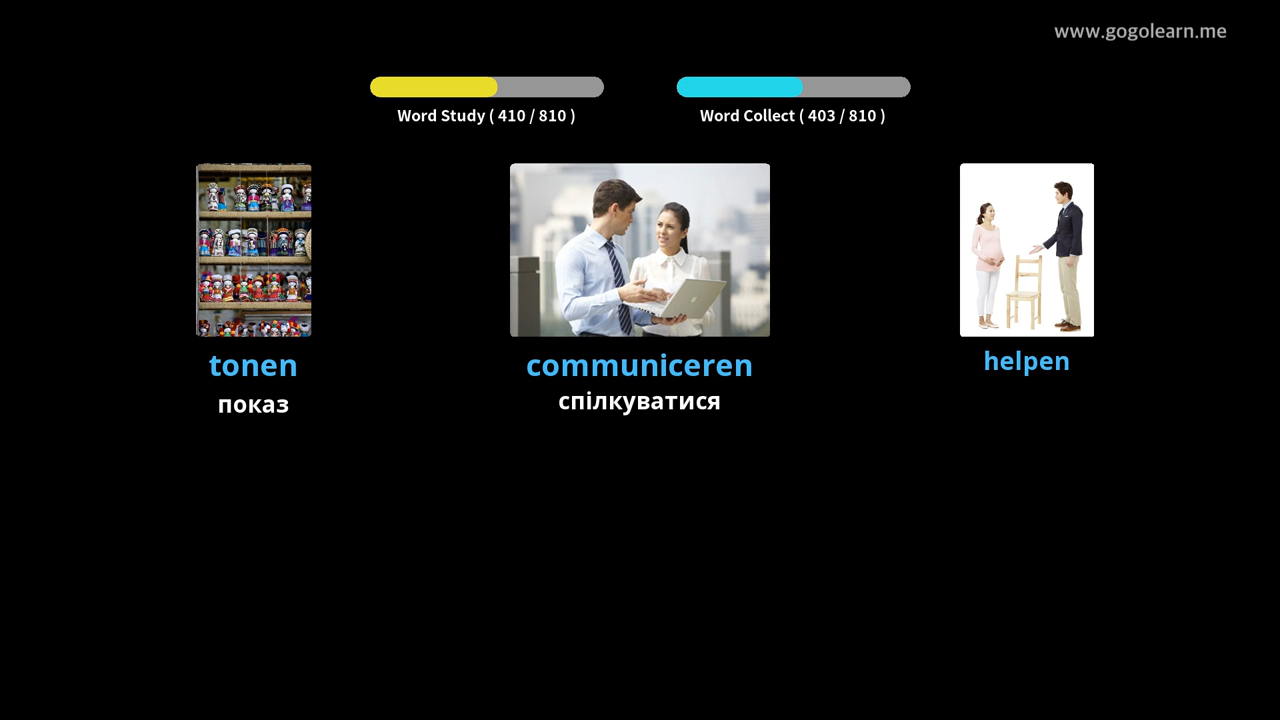 www.gogolearn.me
Word Study ( 410 / 810 )
Word Collect ( 403 / 810 )
tonen
показ
communiceren
спілкуватися
helpen